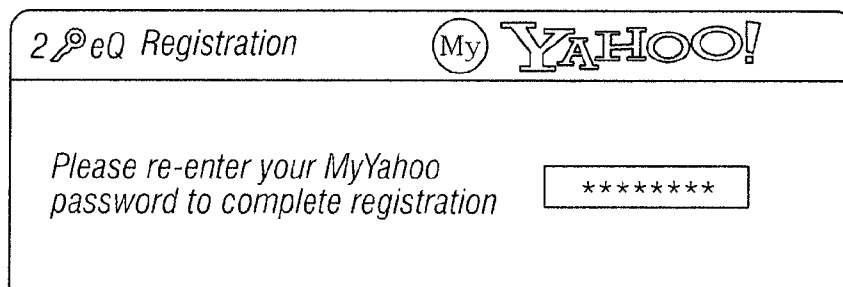 2 eQ Registration
My YAHOO!
Please re-enter your MyYahoo
password to complete registration
********